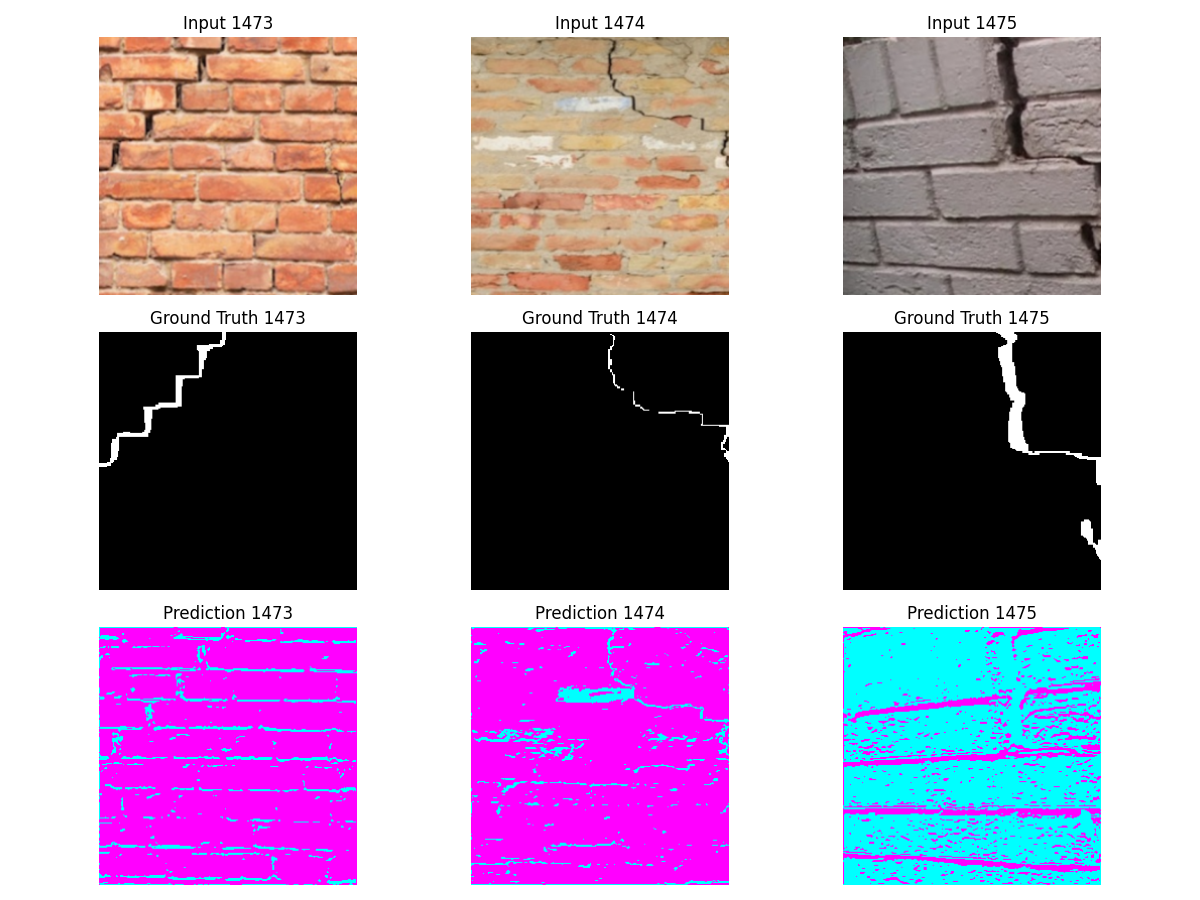 Input 1473
Input 1474
Input 1475
Ground Truth 1473
Ground Truth 1474
Ground Truth 1475
Prediction 1473
Prediction 1474
Prediction 1475